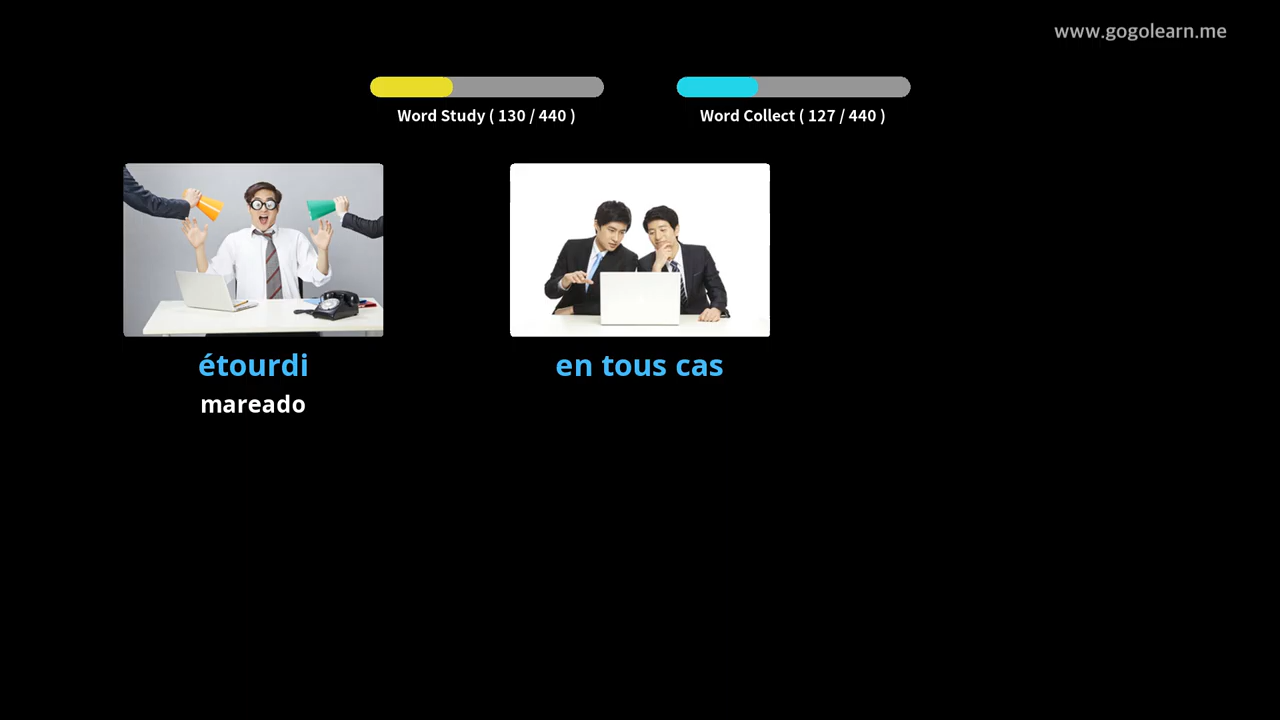 www.gogolearn.me
Word Study ( 130 / 440 )
Word Collect ( 127 / 440 )
étourdi
mareado
en tous cas